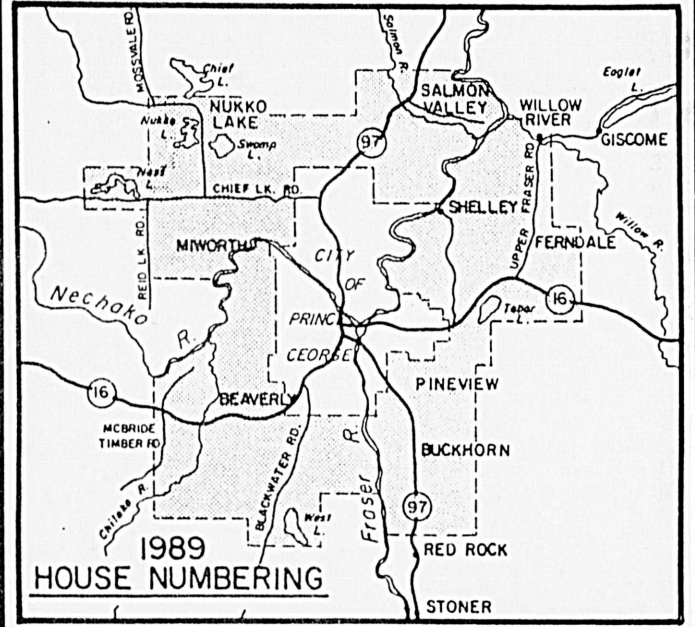 MOSSVALE RD.
Chief
L.
Salmon R.
SALMON
VALLEY
WILLOW
RIVER
Eaglet
L.
GISCOME
NUKKO
LAKE
Nukko
L.
Swamp
L.
97
Ness
L.
CHIEF LK. RD.
UPPER FRASER RD
Willow R.
SHELLEY
FERNDALE
MIWORTH
REID LK. RD.
CITY
OF
PRINC
GEORGE
Nechako
R.
Tabor
L.
16
16
PINEVIEW
BEAVERLY
MCBRIDE
TIMBER RD
BLACKWATER RD.
R.
Fraser
BUCKHORN
Chilako R.
West
L.
97
RED ROCK
STONER
1989
HOUSE NUMBERING